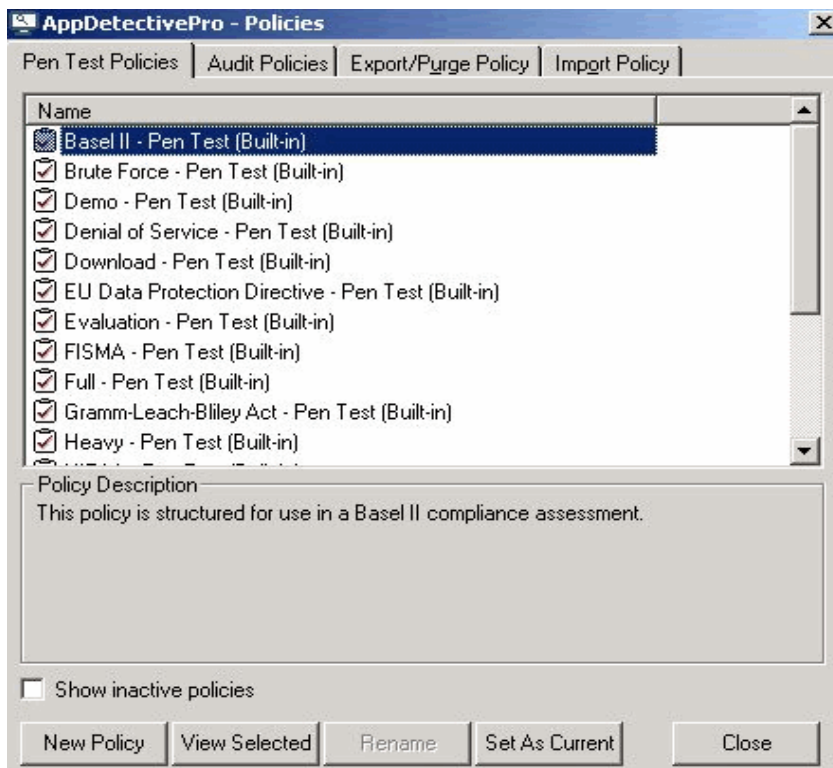 AppDetectivePro - Policies
Pen Test Policies Audit Policies Export/Purge Policy Import Policy
Name
Basel II - Pen Test (Built-in)
Brute Force - Pen Test (Built-in)
Demo - Pen Test (Built-in)
Denial of Service - Pen Test (Built-in)
Download - Pen Test (Built-in)
EU Data Protection Directive - Pen Test (Built-in)
Evaluation - Pen Test (Built-in)
FISMA - Pen Test (Built-in)
Full - Pen Test (Built-in)
Gramm-Leach-Bliley Act - Pen Test (Built-in)
Heavy - Pen Test (Built-in)
Policy Description
This policy is structured for use in a Basel II compliance assessment.
Show inactive policies
New Policy View Selected Rename Set As Current Close